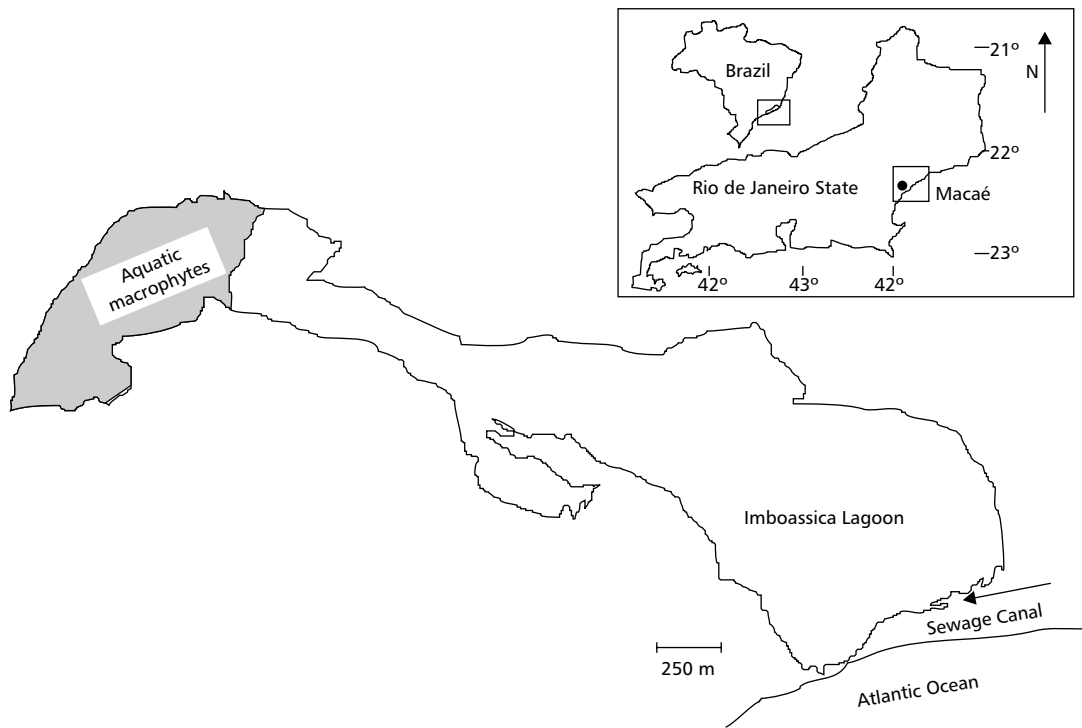 Brazil
N
21º
22º
23º
Rio de Janeiro State
Macaé
42º
43º
42º
Aquatic
macrophytes
Imboassica Lagoon
Sewage Canal
250 m
Atlantic Ocean